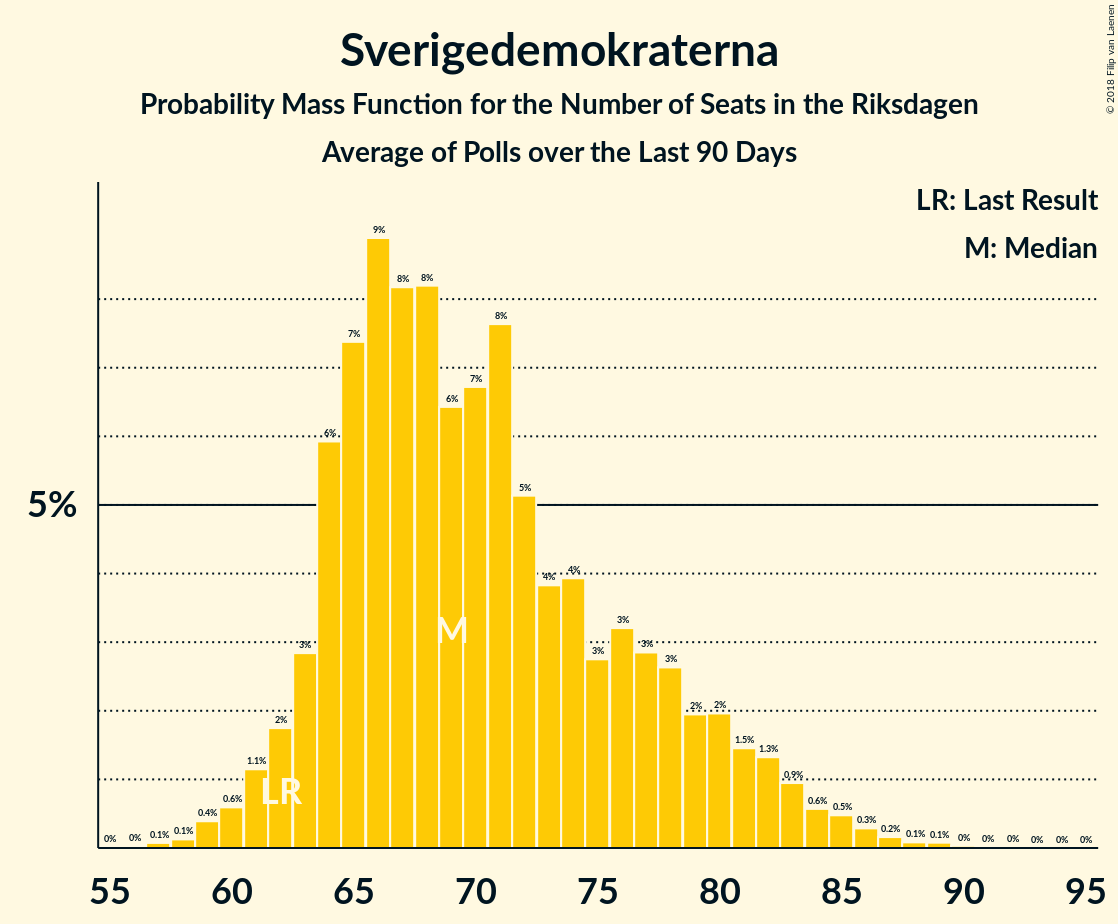 Sverigedemokraterna
Probability Mass Function for the Number of Seats in the Riksdagen
Average of Polls over the Last 90 Days
© 2018 Filip van Laenen
LR: Last Result
M: Median
5%
0% 0% 0.1% 0.1% 0.4% 0.6% 1.1% 2% 3% 6% 7% 9% 8% 8% 6% 7% 8% 5% 4% 4% 3% 3% 3% 3% 2% 2% 1.5% 1.3% 0.9% 0.6% 0.5% 0.3% 0.2% 0.1% 0.1% 0% 0% 0% 0% 0% 0%
M
LR
55 60 65 70 75 80 85 90 95